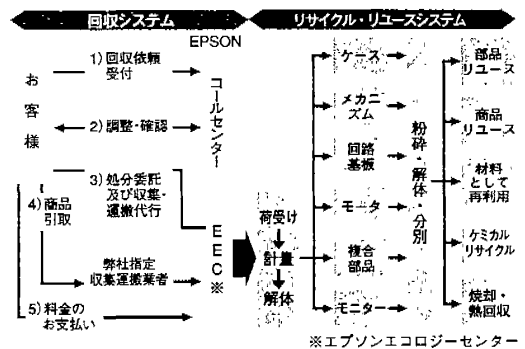 回収システム
リサイクル・リユースシステム
EPSON
お客様
1) 回収依頼
受付
2) 調整・確認
3) 処分委託
及び収集・
運搬代行
4) 商品
引取
弊社指定
収集運搬業者
5) 料金の
お支払い
コールセンター
EEC※
荷受け
計量
解体
ケース
メカニ
ズム
回路
基板
モータ
複合
部品
モニター
粉砕・解体・分別
部品
リユース
商品
リユース
材料
として
再利用
ケミカル
リサイクル
焼却・
熱回収
※エプソンエコロジーセンター